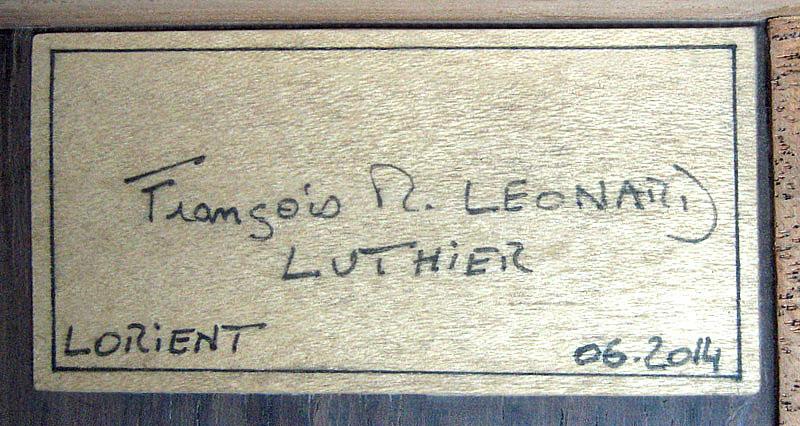 François R. LEONARD
LUTHiER
LORiENT
06.2014